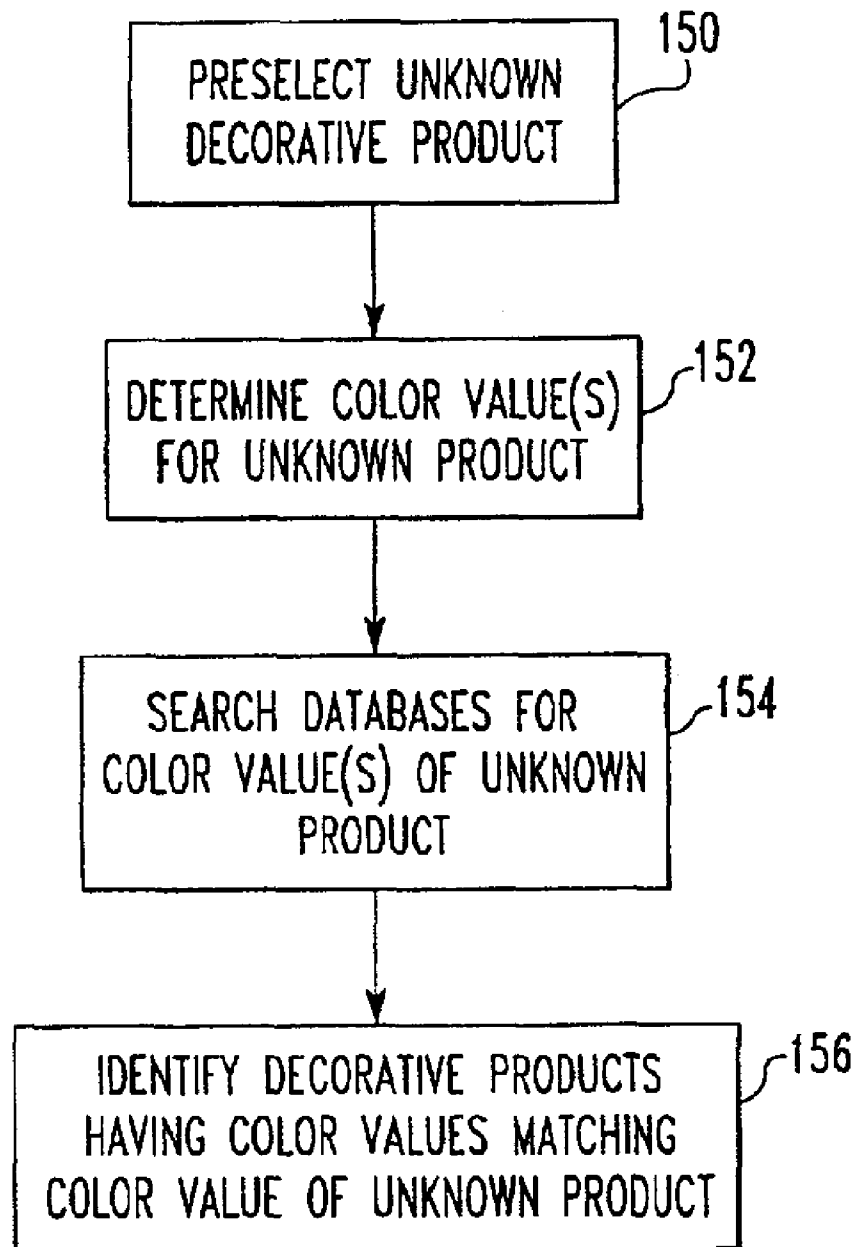 150
PRESELECT UNKNOWN
DECORATIVE PRODUCT
152
DETERMINE COLOR VALUE(S)
FOR UNKNOWN PRODUCT
154
SEARCH DATABASES FOR
COLOR VALUE(S) OF UNKNOWN
PRODUCT
156
IDENTIFY DECORATIVE PRODUCTS
HAVING COLOR VALUES MATCHING
COLOR VALUE OF UNKNOWN PRODUCT